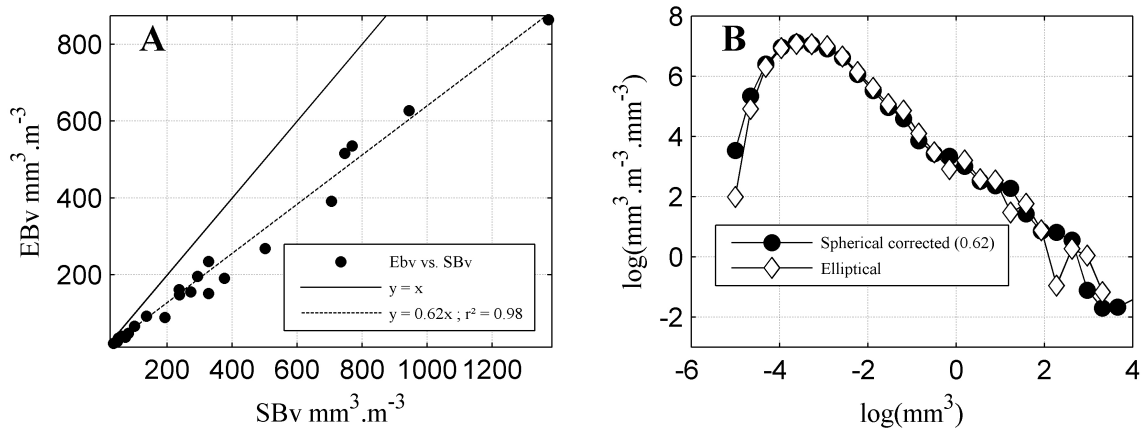 A
800
600
400
200
EBv mm³.m⁻³
Ebv vs. SBv
y = x
y = 0.62x ; r² = 0.98
200 400 600 800 1000 1200
SBv mm³.m⁻³
B
8
6
4
2
0
-2
log(mm³.m⁻³.mm⁻³)
Spherical corrected (0.62)
Elliptical
-6 -4 -2 0 2 4
log(mm³)